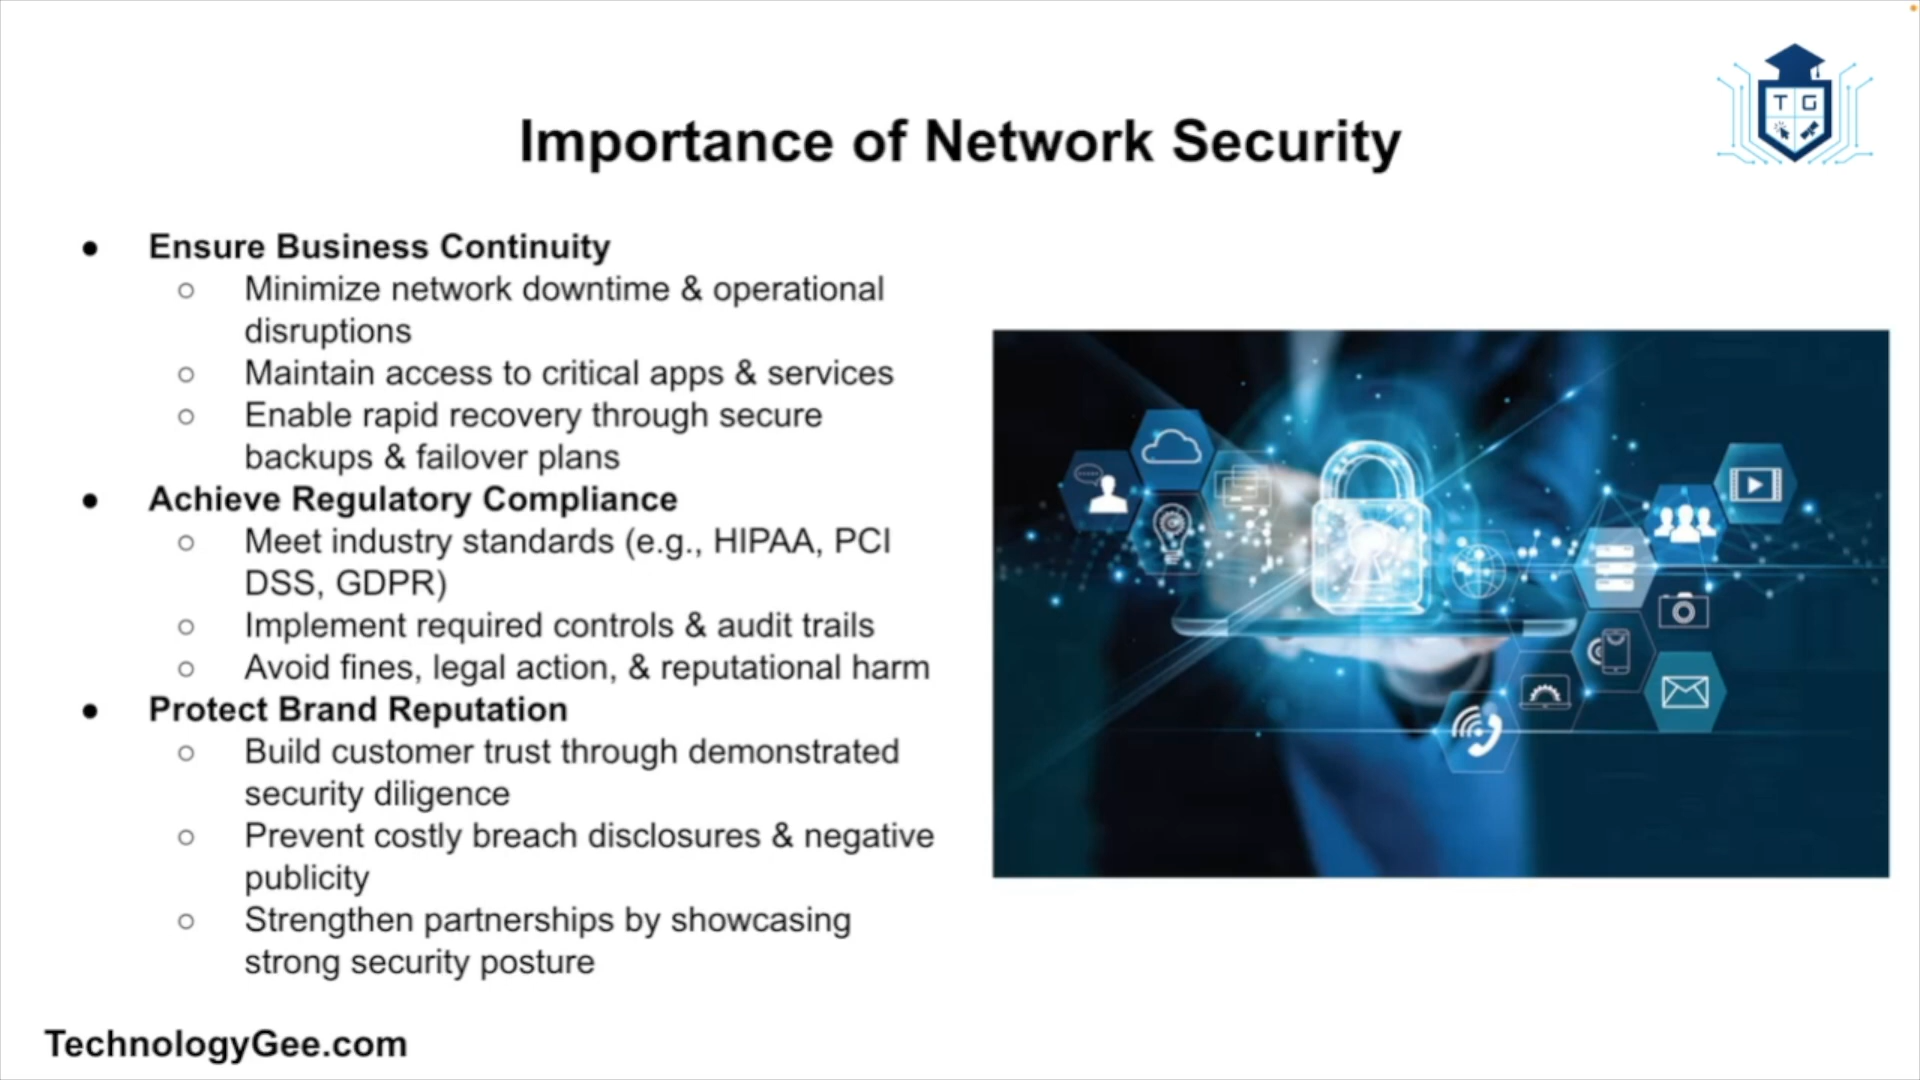 T G
Importance of Network Security
● Ensure Business Continuity
○ Minimize network downtime & operational
disruptions
○ Maintain access to critical apps & services
○ Enable rapid recovery through secure
backups & failover plans
● Achieve Regulatory Compliance
○ Meet industry standards (e.g., HIPAA, PCI
DSS, GDPR)
○ Implement required controls & audit trails
○ Avoid fines, legal action, & reputational harm
● Protect Brand Reputation
○ Build customer trust through demonstrated
security diligence
○ Prevent costly breach disclosures & negative
publicity
○ Strengthen partnerships by showcasing
strong security posture
TechnologyGee.com